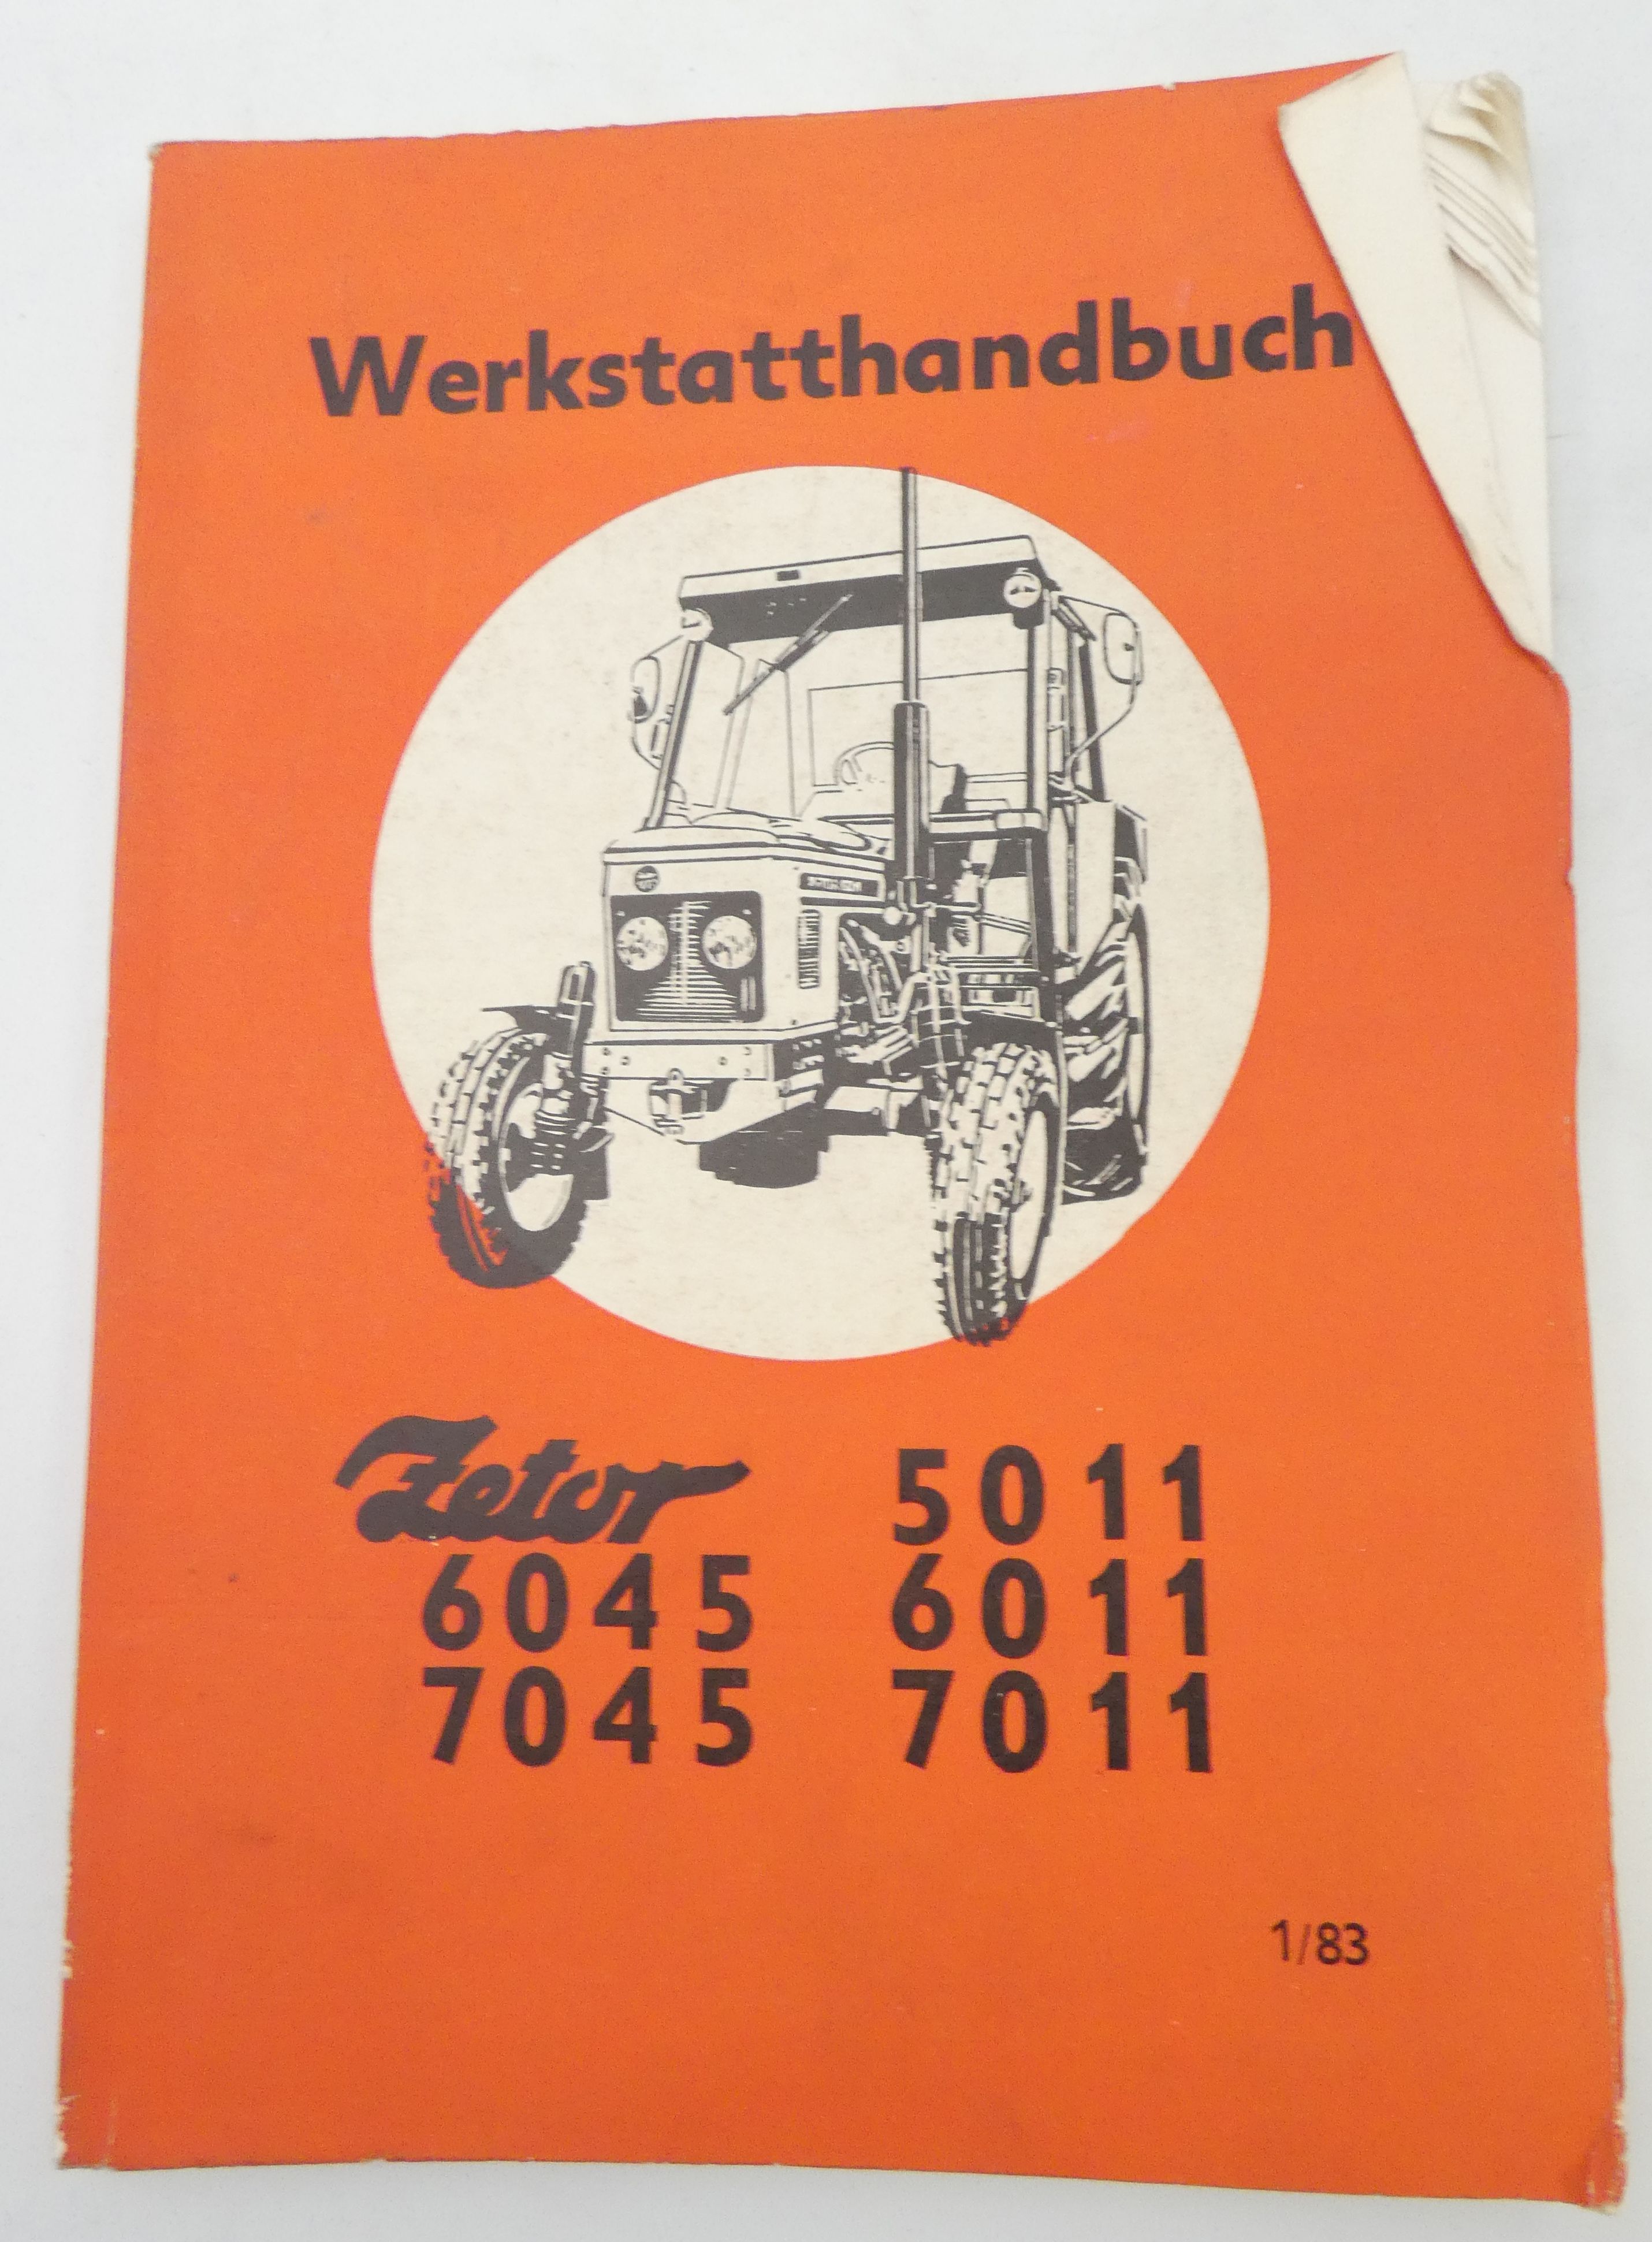 Werkstatthandbuch
Zetor 5011
6045 6011
7045 7011
1/83